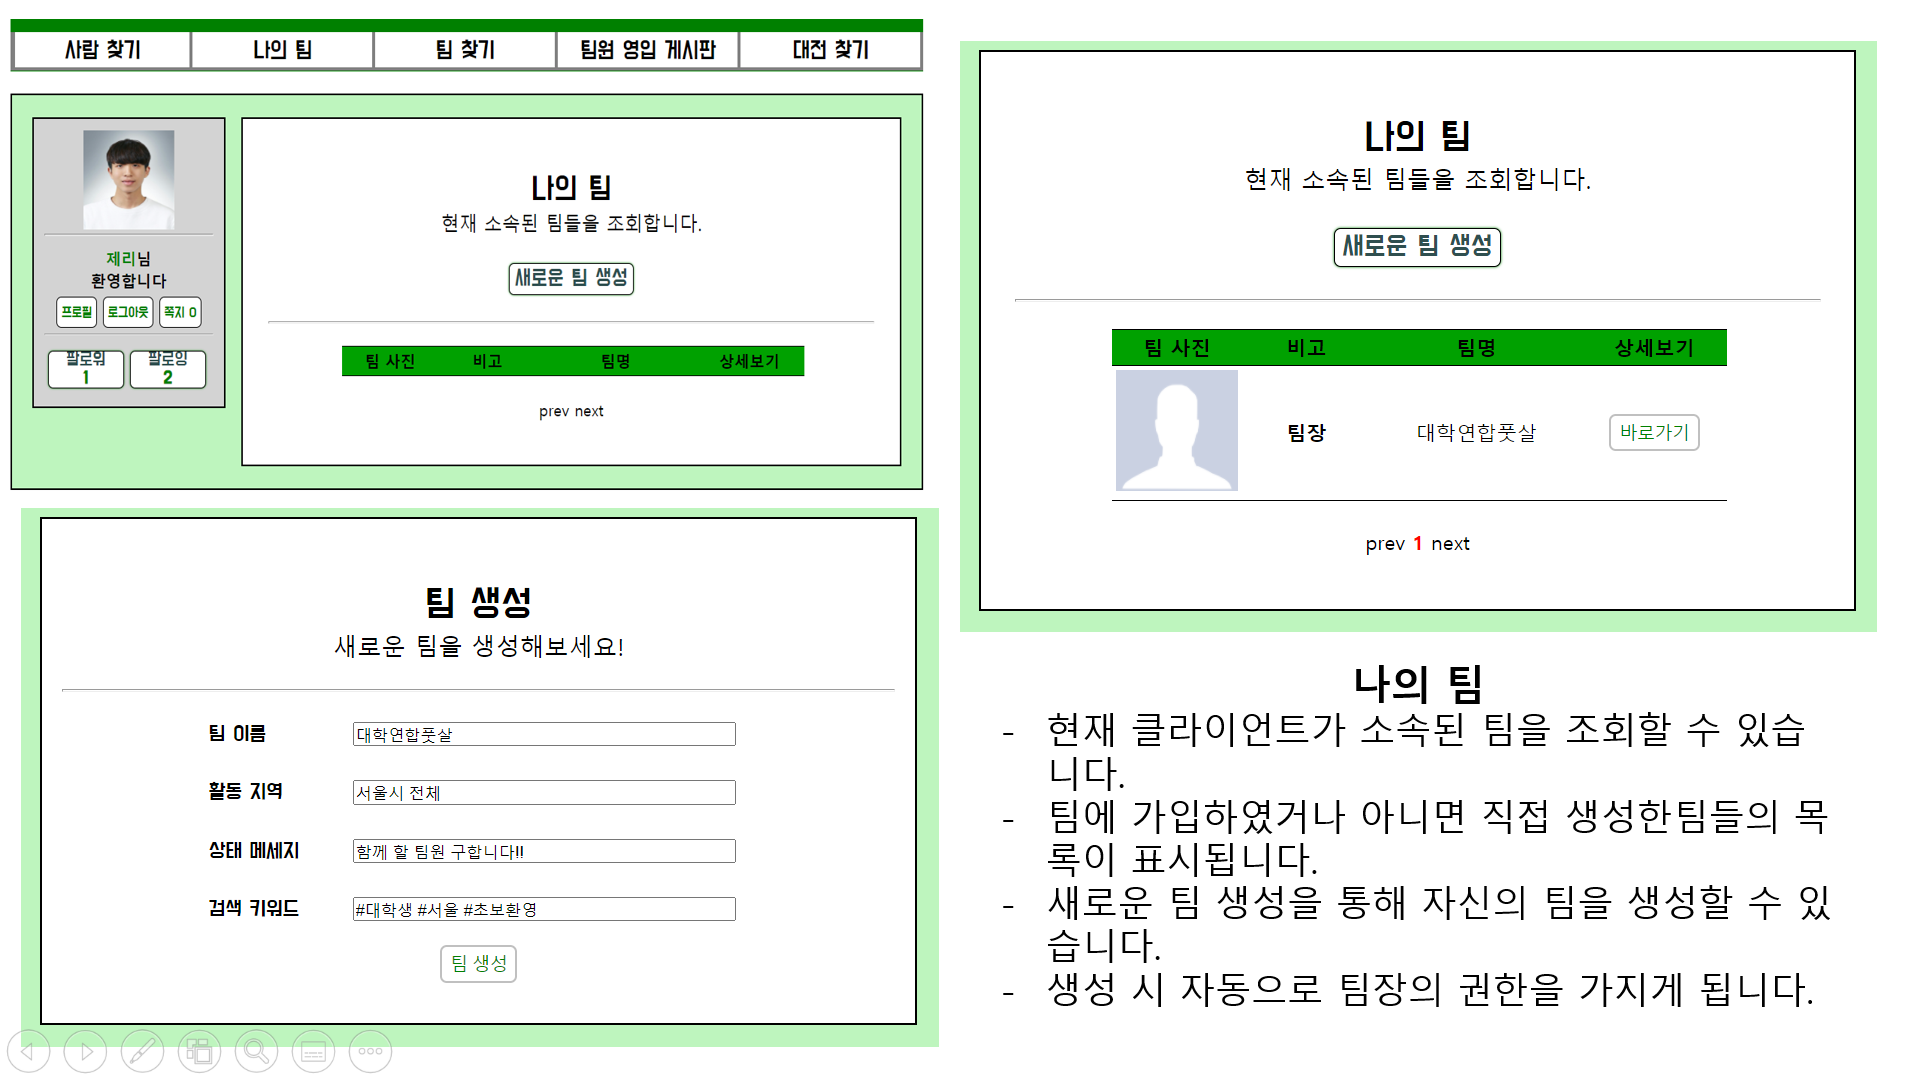 사람 찾기
나의 팀
팀 찾기
팀원 영입 게시판
대전 찾기
제리님
환영합니다
프로필
로그아웃
쪽지 0
팔로워
1
팔로잉
2
나의 팀
현재 소속된 팀들을 조회합니다.
새로운 팀 생성
팀 사진 비고 팀명 상세보기
prev next
팀 생성
새로운 팀을 생성해보세요!
팀 이름 대학연합풋살
활동 지역 서울시 전체
상태 메세지 함께 할 팀원 구합니다!!
검색 키워드 #대학생 #서울 #초보환영
팀 생성
나의 팀
현재 소속된 팀들을 조회합니다.
새로운 팀 생성
팀 사진 비고 팀명 상세보기
팀장 대학연합풋살 바로가기
prev 1 next
나의 팀
- 현재 클라이언트가 소속된 팀을 조회할 수 있습
니다.
- 팀에 가입하였거나 아니면 직접 생성한팀들의 목
록이 표시됩니다.
- 새로운 팀 생성을 통해 자신의 팀을 생성할 수 있
습니다.
- 생성 시 자동으로 팀장의 권한을 가지게 됩니다.